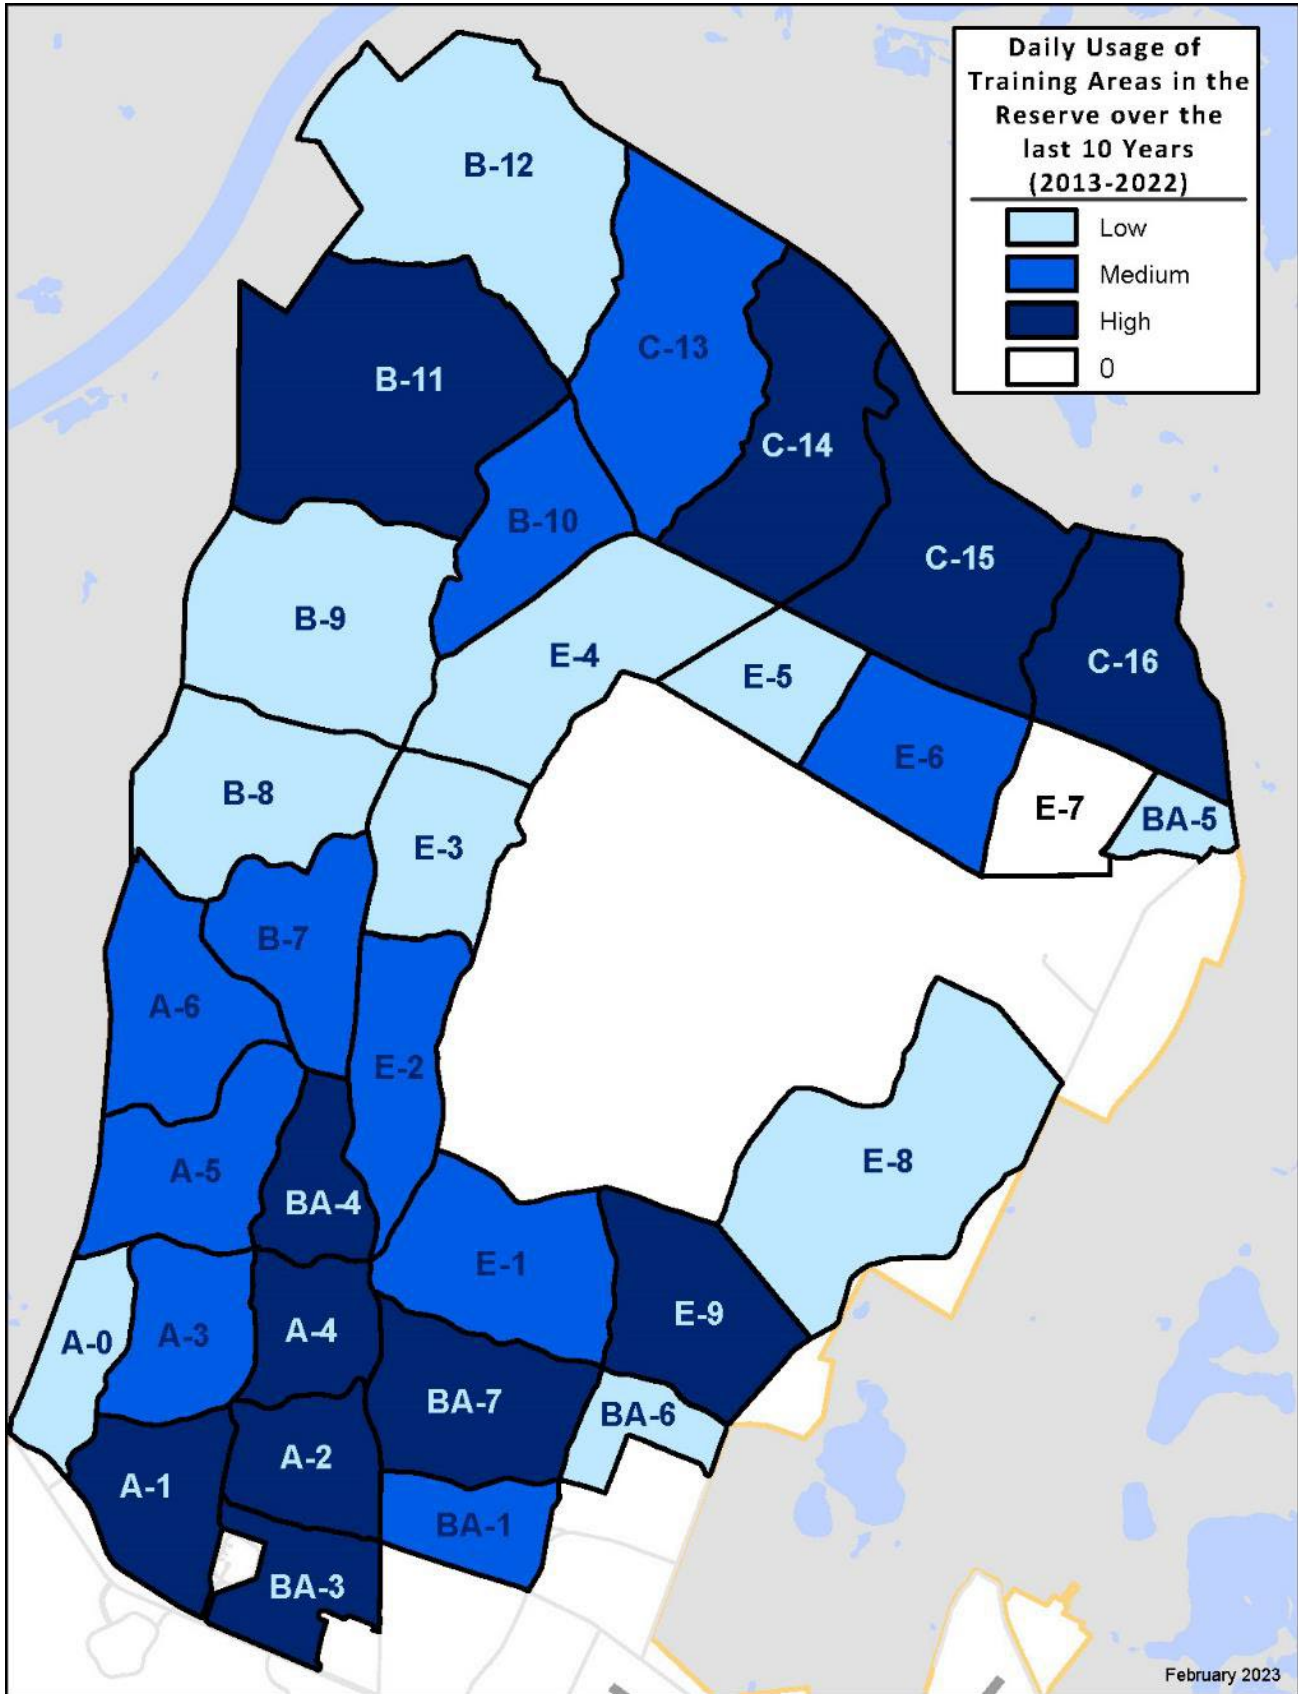 Daily Usage of
Training Areas in the
Reserve over the
last 10 Years
(2013-2022)
Low
Medium
High
0
B-12
C-13
B-11
C-14
B-10
C-15
B-9
E-4
C-16
E-5
E-6
B-8
E-7
BA-5
E-3
B-7
A-6
E-2
E-8
A-5
BA-4
E-1
E-9
A-4
A-3
A-0
BA-7
BA-6
A-2
A-1
BA-1
BA-3
February 2023